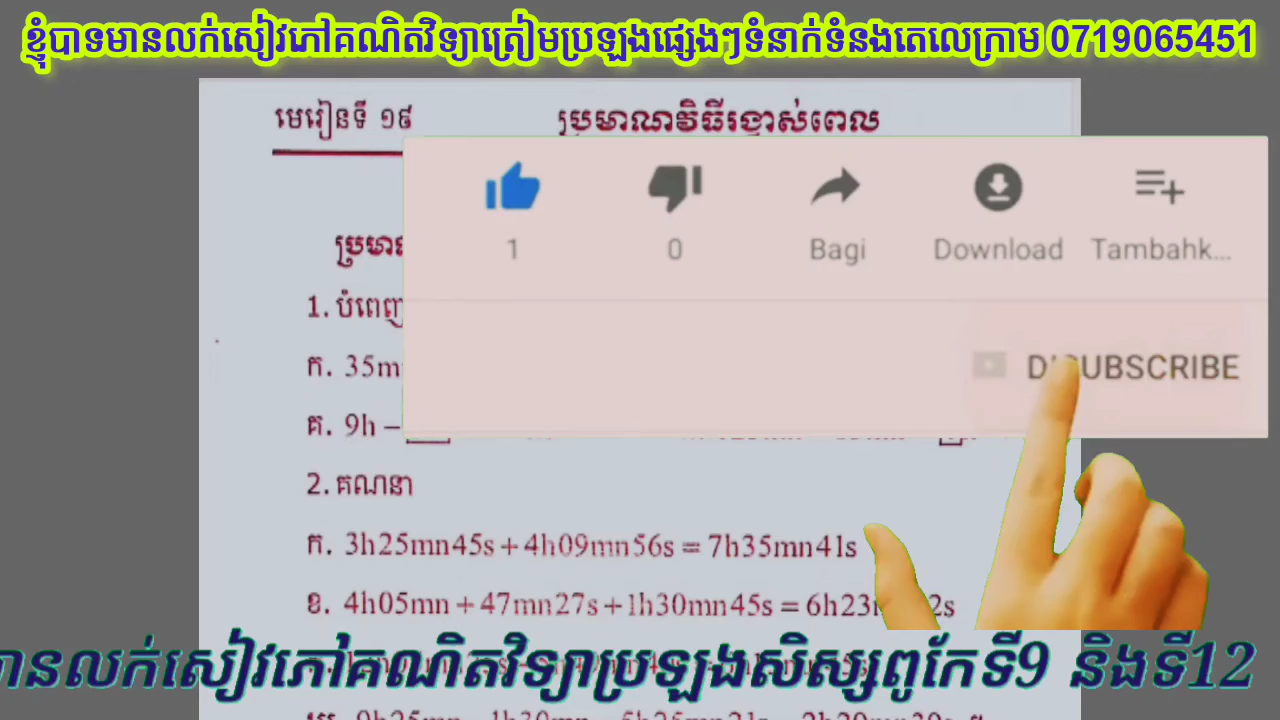 ខ្ញុំបាទមានលក់សៀវភៅគណិតវិទ្យាត្រៀមប្រឡងផ្សេងៗទំនាក់ទំនងតេលេក្រាម 0719065451
មេរៀនទី ១៩
ប្រមាណវិធីរង្វាស់ពេល
1 0 Bagi Download Tambahk...
1. បំពេញ
ក. 35m
SUBSCRIBE
គ. 9h –
2. គណនា
ក. 3h25mn45s + 4h09mn56s = 7h35mn41s
ខ. 4h05mn + 47mn27s + 1h30mn45s = 6h23
មានលក់សៀវភៅគណិតវិទ្យាប្រឡងសិស្សពូកែទី9 និងទី12